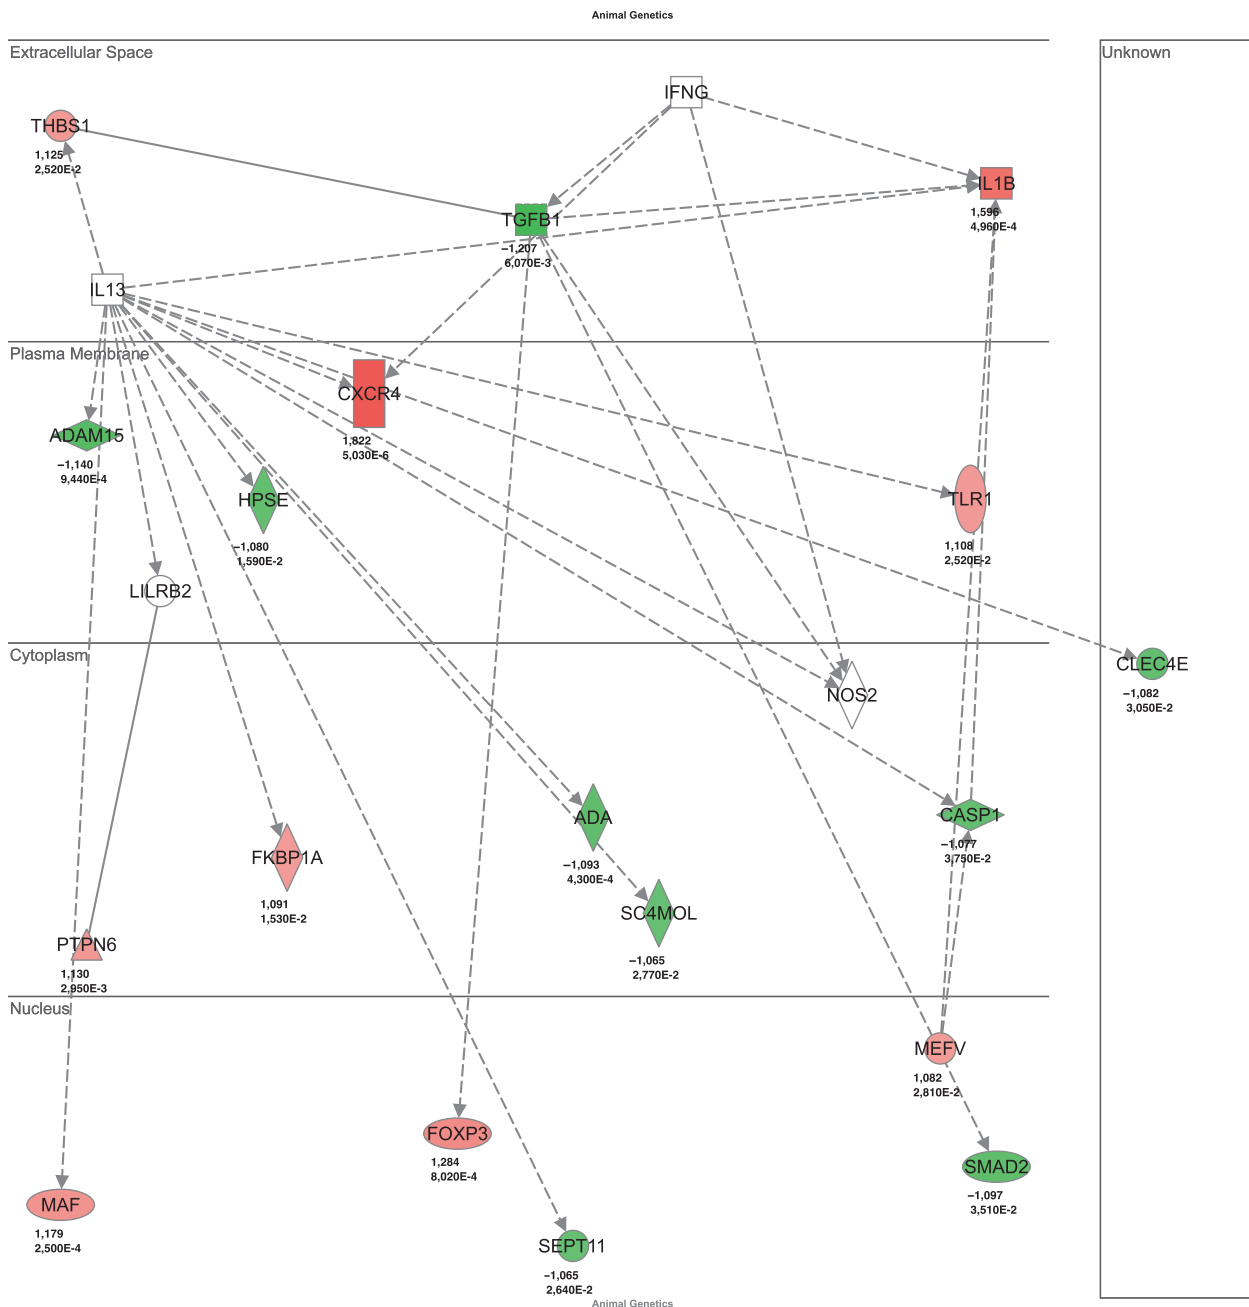 Animal Genetics
Extracellular Space
Unknown
IFNG
THBS1
1,125
2,520E-2
IL1B
1,596
4,960E-4
TGFB1
−1,207
6,070E-3
IL13
Plasma Membrane
CXCR4
1,822
5,030E-6
ADAM15
−1,140
9,440E-4
HPSE
−1,080
1,590E-2
TLR1
1,108
2,520E-2
LILRB2
Cytoplasm
CLEC4E
−1,082
3,050E-2
NOS2
ADA
−1,093
4,300E-4
CASP1
−1,077
3,750E-2
FKBP1A
1,091
1,530E-2
SC4MOL
−1,065
2,770E-2
PTPN6
1,130
2,950E-3
Nucleus
MEFV
1,082
2,810E-2
FOXP3
1,284
8,020E-4
SMAD2
−1,097
3,510E-2
MAF
1,179
2,500E-4
SEPT11
−1,065
2,640E-2
Animal Genetics